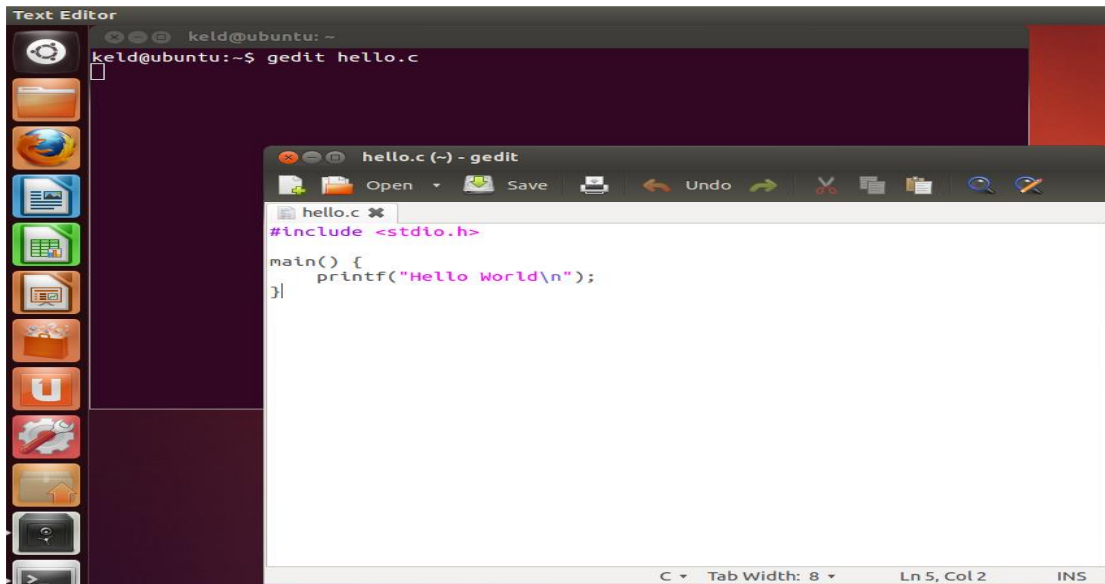 Text Editor
keld@ubuntu: ~
keld@ubuntu:~$ gedit hello.c
hello.c (~) - gedit
Open Save Undo
hello.c
#include <stdio.h>
main() {
    printf("Hello World\n");
}
C Tab Width: 8 Ln 5, Col 2 INS